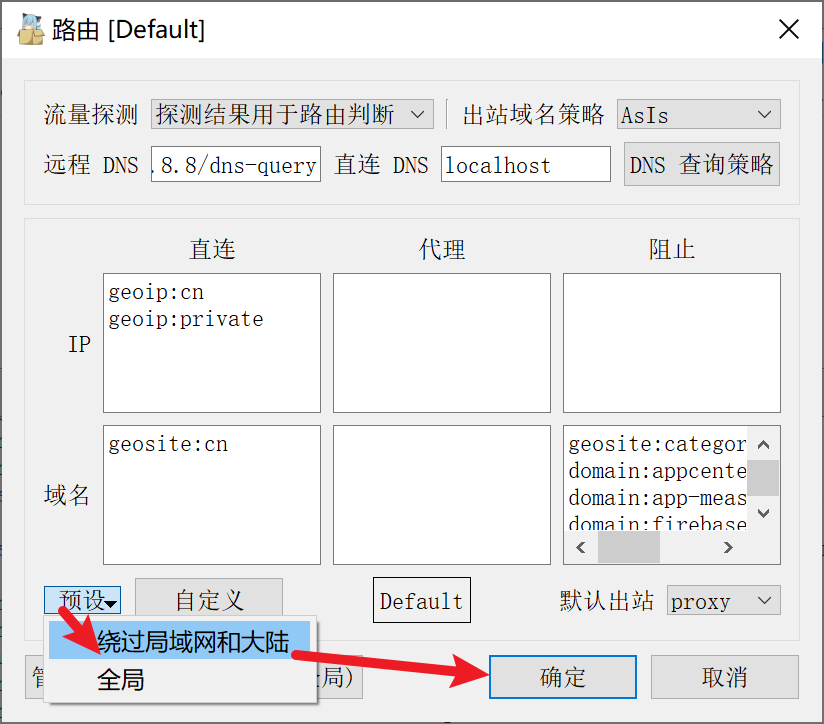 路由 [Default]
流量探测 探测结果用于路由判断 出站域名策略 AsIs
远程 DNS .8.8/dns-query 直连 DNS localhost DNS 查询策略
直连 代理 阻止
IP
geoip:cn
geoip:private
域名
geosite:cn
geosite:categor
domain:appcente
domain:app-meas
domain:firebase
预设 自定义 Default 默认出站 proxy
绕过局域网和大陆
全局
局)
确定 取消